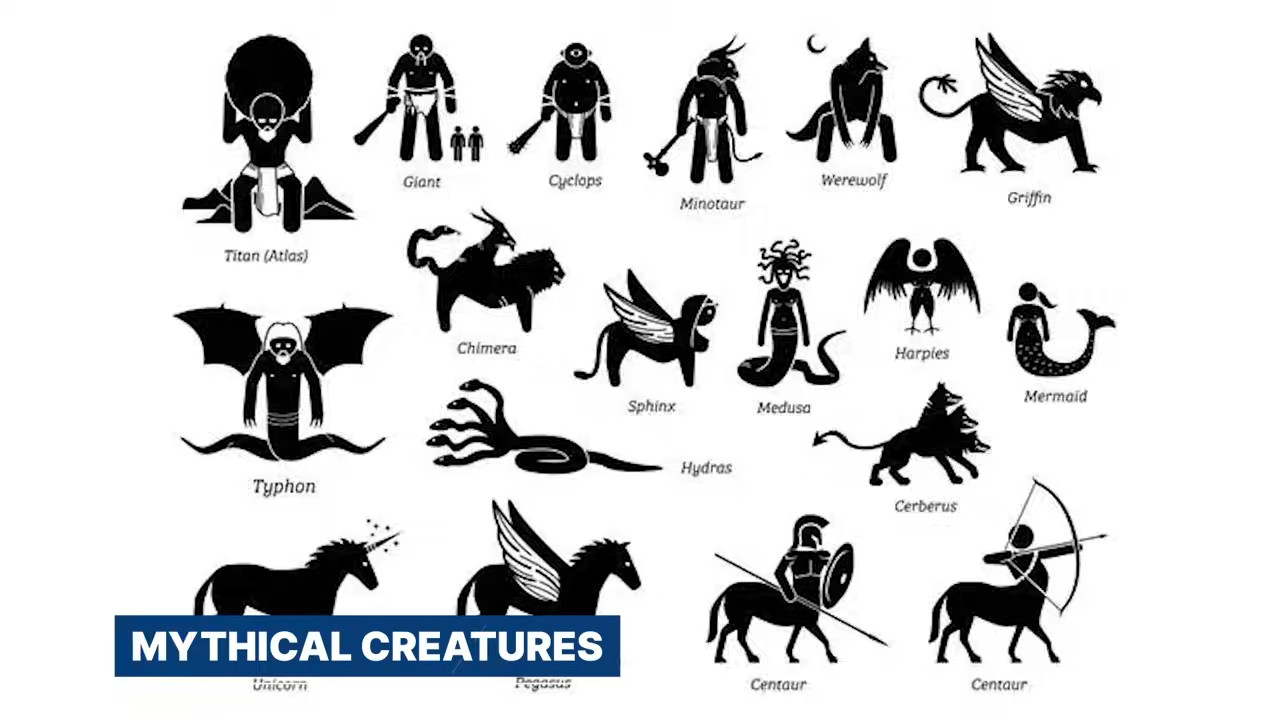 Giant
Cyclops
Minotaur
Werewolf
Griffin
Titan (Atlas)
Chimera
Sphinx
Medusa
Harpies
Mermaid
Typhon
Hydras
Cerberus
MYTHICAL CREATURES
Unicorn
Pegasus
Centaur
Centaur